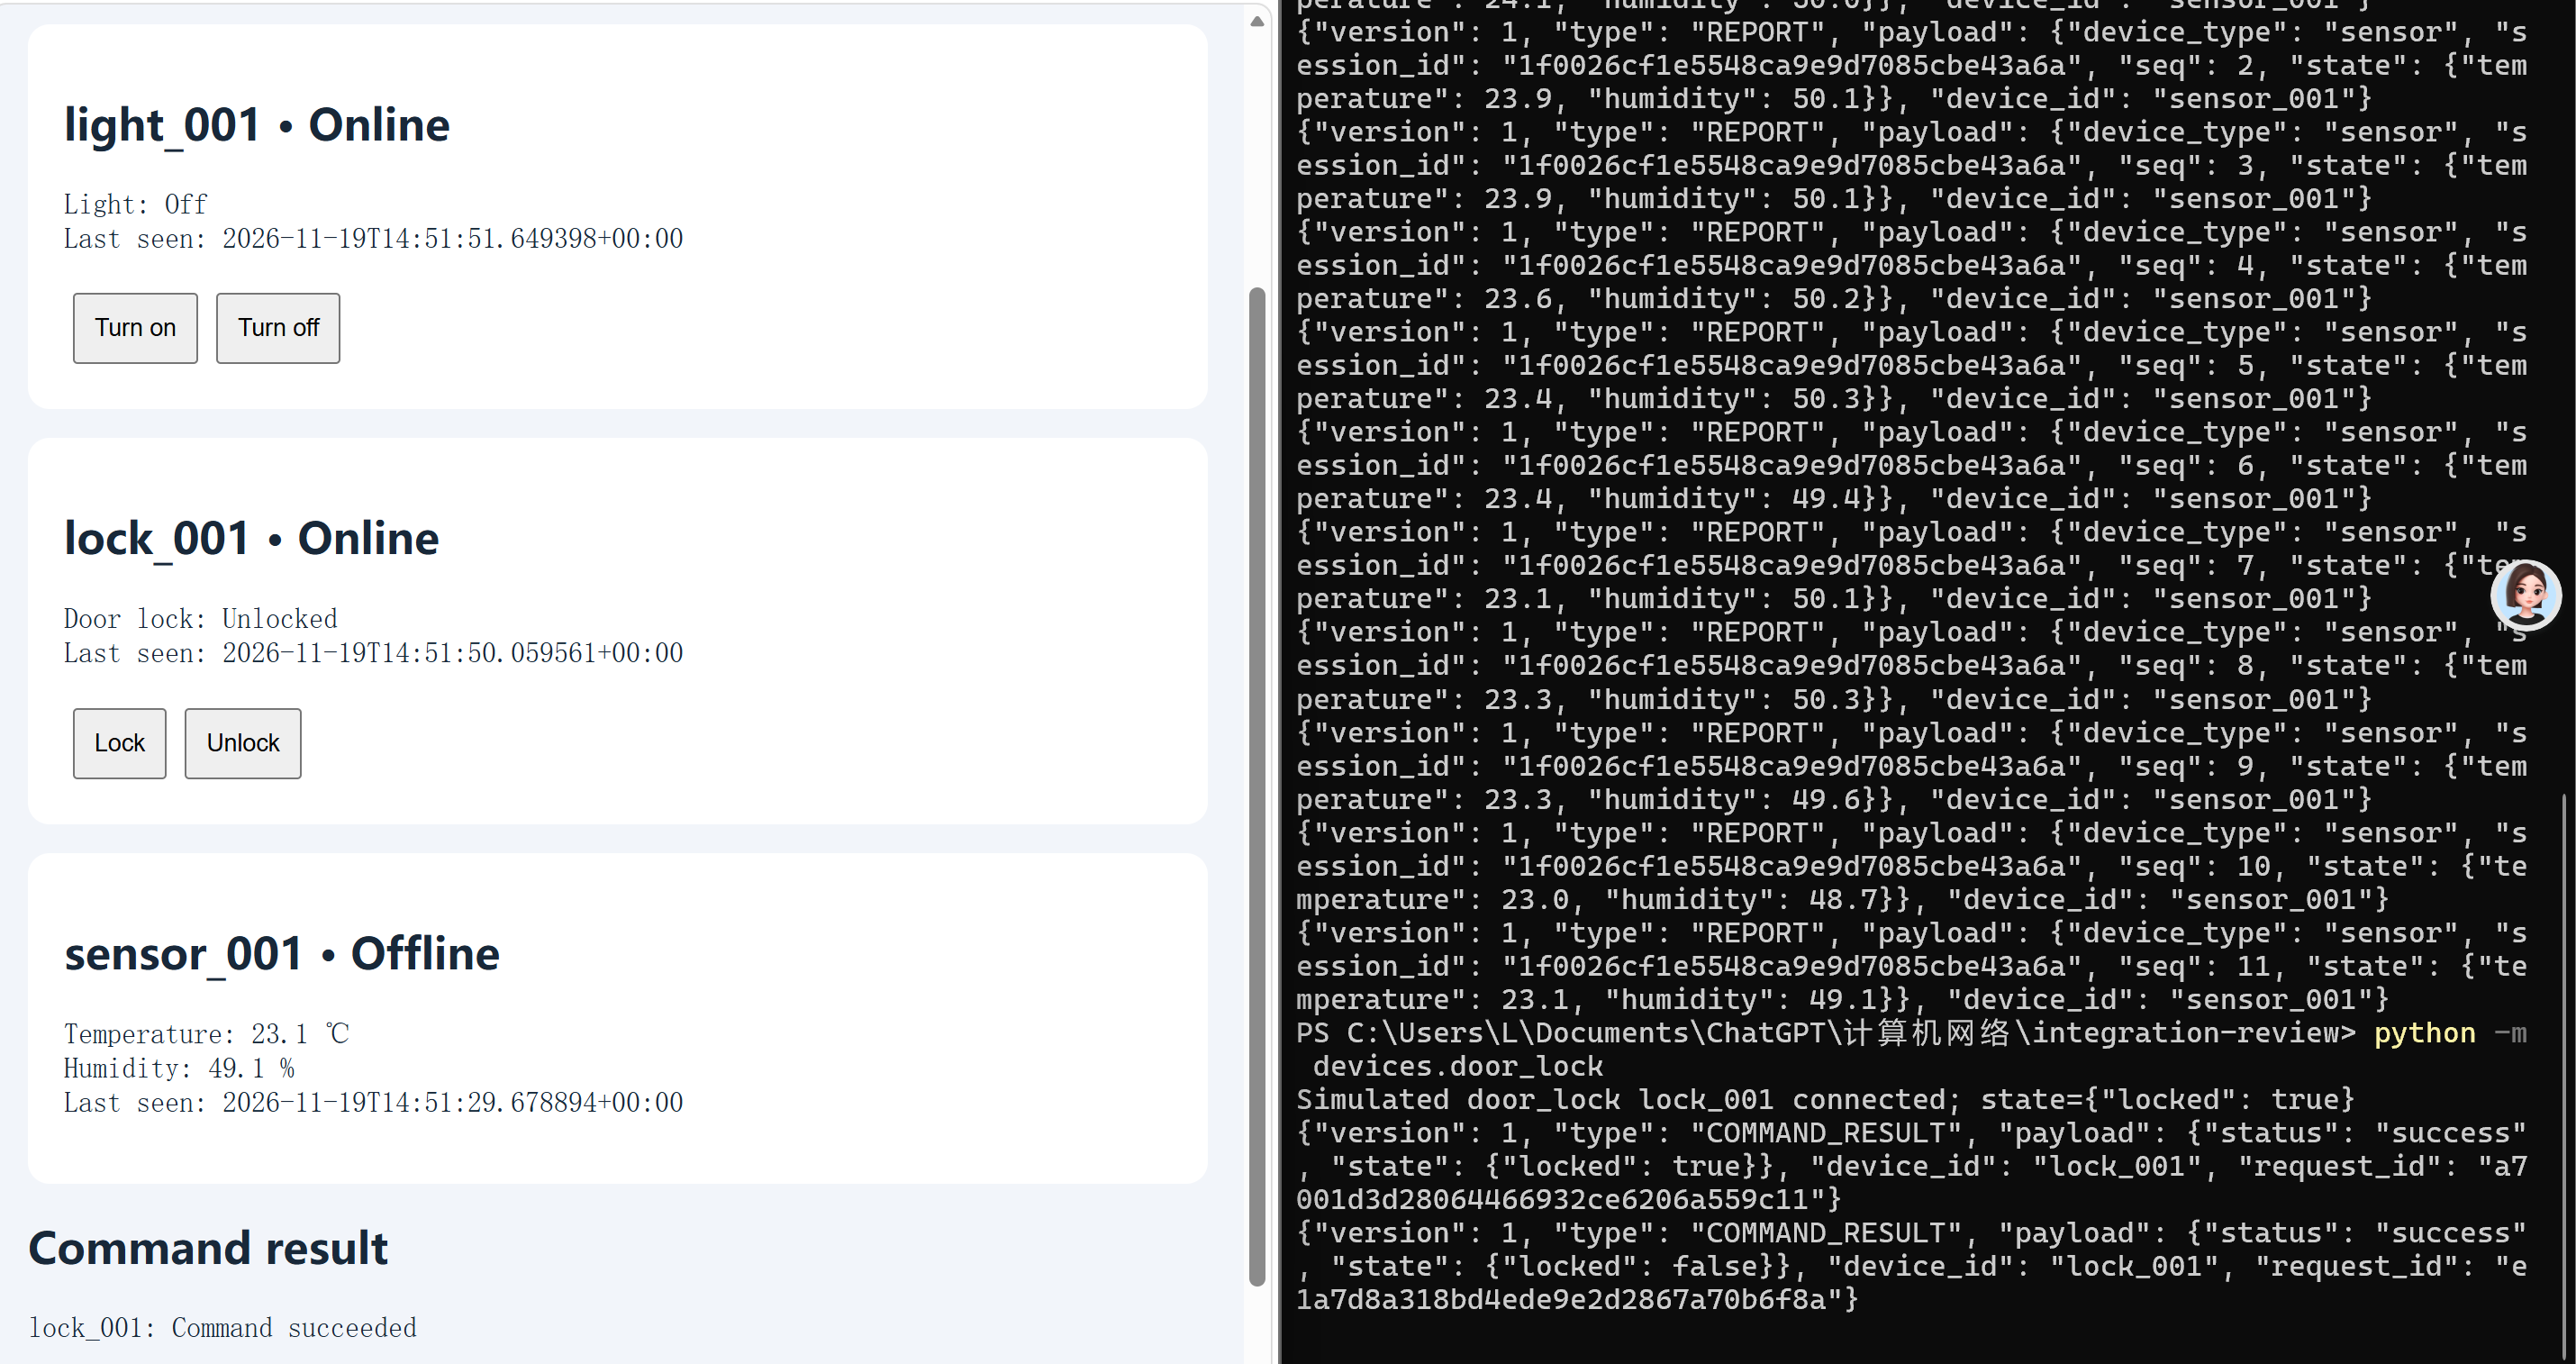 light_001 • Online
Light: Off
Last seen: 2026-11-19T14:51:51.649398+00:00
Turn on
Turn off
lock_001 • Online
Door lock: Unlocked
Last seen: 2026-11-19T14:51:50.059561+00:00
Lock
Unlock
sensor_001 • Offline
Temperature: 23.1 ℃
Humidity: 49.1 %
Last seen: 2026-11-19T14:51:29.678894+00:00
Command result
lock_001: Command succeeded
perature": 24.1, "humidity": 50.0}}, "device_id": "sensor_001"}
{"version": 1, "type": "REPORT", "payload": {"device_type": "sensor", "s
ession_id": "1f0026cf1e5548ca9e9d7085cbe43a6a", "seq": 2, "state": {"tem
perature": 23.9, "humidity": 50.1}}, "device_id": "sensor_001"}
{"version": 1, "type": "REPORT", "payload": {"device_type": "sensor", "s
ession_id": "1f0026cf1e5548ca9e9d7085cbe43a6a", "seq": 3, "state": {"tem
perature": 23.9, "humidity": 50.1}}, "device_id": "sensor_001"}
{"version": 1, "type": "REPORT", "payload": {"device_type": "sensor", "s
ession_id": "1f0026cf1e5548ca9e9d7085cbe43a6a", "seq": 4, "state": {"tem
perature": 23.6, "humidity": 50.2}}, "device_id": "sensor_001"}
{"version": 1, "type": "REPORT", "payload": {"device_type": "sensor", "s
ession_id": "1f0026cf1e5548ca9e9d7085cbe43a6a", "seq": 5, "state": {"tem
perature": 23.4, "humidity": 50.3}}, "device_id": "sensor_001"}
{"version": 1, "type": "REPORT", "payload": {"device_type": "sensor", "s
ession_id": "1f0026cf1e5548ca9e9d7085cbe43a6a", "seq": 6, "state": {"tem
perature": 23.4, "humidity": 49.4}}, "device_id": "sensor_001"}
{"version": 1, "type": "REPORT", "payload": {"device_type": "sensor", "s
ession_id": "1f0026cf1e5548ca9e9d7085cbe43a6a", "seq": 7, "state": {"tem
perature": 23.1, "humidity": 50.1}}, "device_id": "sensor_001"}
{"version": 1, "type": "REPORT", "payload": {"device_type": "sensor", "s
ession_id": "1f0026cf1e5548ca9e9d7085cbe43a6a", "seq": 8, "state": {"tem
perature": 23.3, "humidity": 50.3}}, "device_id": "sensor_001"}
{"version": 1, "type": "REPORT", "payload": {"device_type": "sensor", "s
ession_id": "1f0026cf1e5548ca9e9d7085cbe43a6a", "seq": 9, "state": {"tem
perature": 23.3, "humidity": 49.6}}, "device_id": "sensor_001"}
{"version": 1, "type": "REPORT", "payload": {"device_type": "sensor", "s
ession_id": "1f0026cf1e5548ca9e9d7085cbe43a6a", "seq": 10, "state": {"te
mperature": 23.0, "humidity": 48.7}}, "device_id": "sensor_001"}
{"version": 1, "type": "REPORT", "payload": {"device_type": "sensor", "s
ession_id": "1f0026cf1e5548ca9e9d7085cbe43a6a", "seq": 11, "state": {"te
mperature": 23.1, "humidity": 49.1}}, "device_id": "sensor_001"}
PS C:\Users\L\Documents\ChatGPT\计算机网络\integration-review> python -m
devices.door_lock
Simulated door_lock lock_001 connected; state={"locked": true}
{"version": 1, "type": "COMMAND_RESULT", "payload": {"status": "success"
, "state": {"locked": true}}, "device_id": "lock_001", "request_id": "a7
001d3d28064466932ce6206a559c11"}
{"version": 1, "type": "COMMAND_RESULT", "payload": {"status": "success"
, "state": {"locked": false}}, "device_id": "lock_001", "request_id": "e
1a7d8a318bd4ede9e2d2867a70b6f8a"}